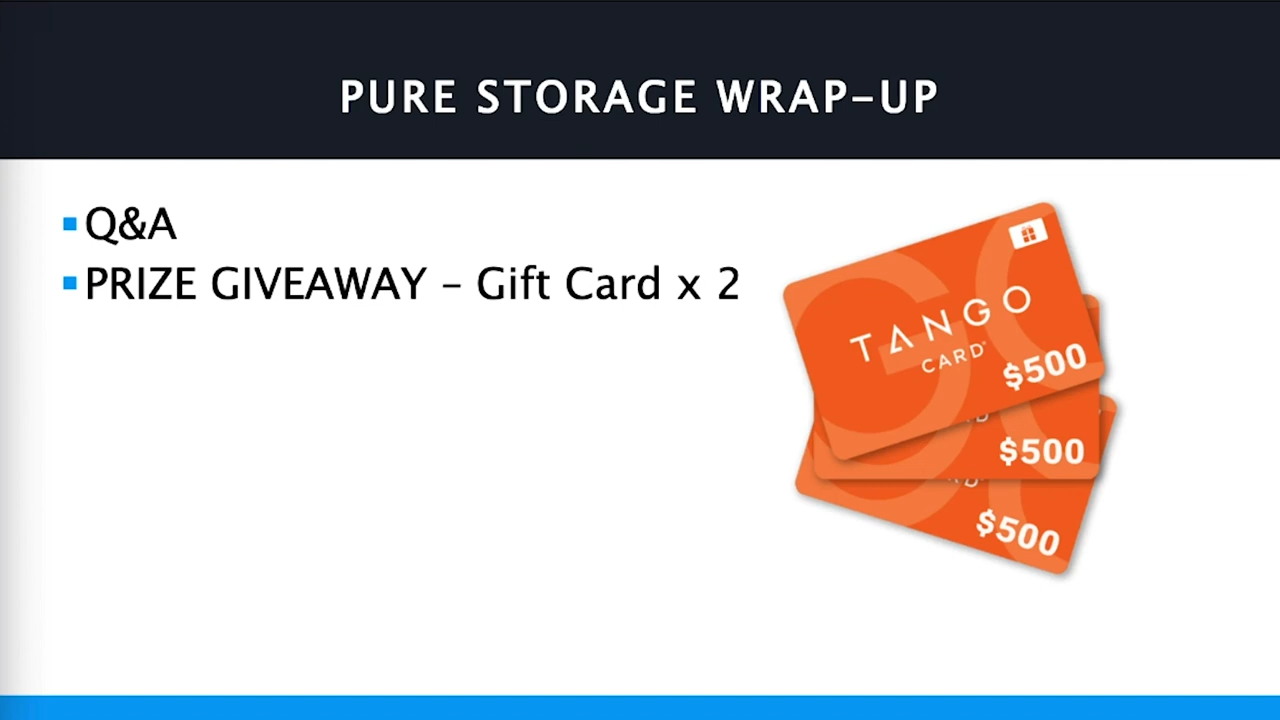 PURE STORAGE WRAP-UP
Q&A
PRIZE GIVEAWAY – Gift Card x 2
TANGO
CARD
$500
$500
$500